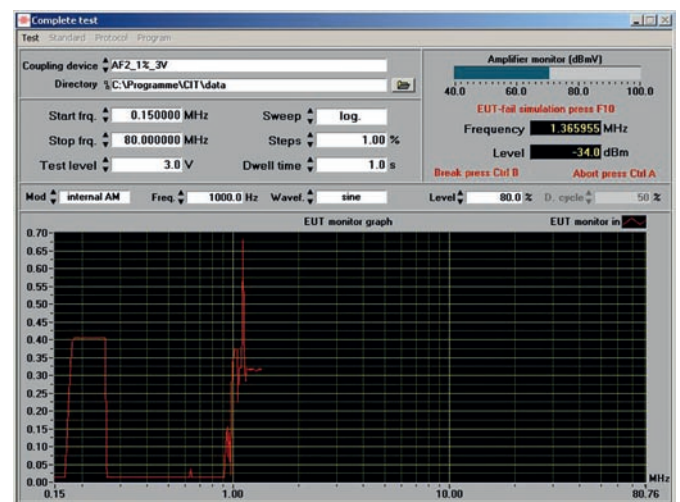 Complete test
Test Standard Protocol Program
Coupling device AF2_1%_3V
Directory C:\Programme\CIT\data
Amplifier monitor (dBmV)
40.0 60.0 80.0 100.0
EUT-fail simulation press F10
Start frq. 0.150000 MHz Sweep log.
Stop frq. 80.000000 MHz Steps 1.00 %
Test level 3.0 V Dwell time 1.0 s
Frequency 1.365955 MHz
Level -34.0 dBm
Break press Ctrl B Abort press Ctrl A
Mod internal AM Freq. 1000.0 Hz Wavef. sine Level 80.0 % D. cycle 50 %
EUT monitor graph EUT monitor in
0.70
0.65
0.60
0.55
0.50
0.45
0.40
0.35
0.30
0.25
0.20
0.15
0.10
0.05
0.00
0.15 1.00 10.00 80.76
MHz